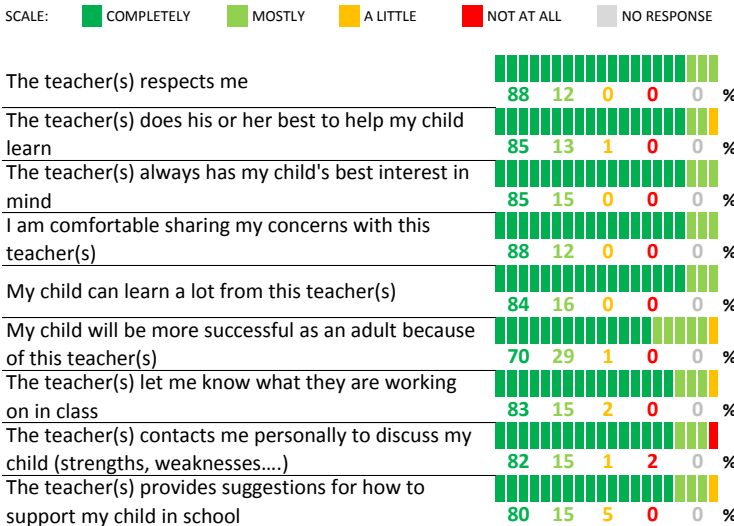 SCALE: COMPLETELY MOSTLY A LITTLE NOT AT ALL NO RESPONSE
The teacher(s) respects me
88 12 0 0 0 %
The teacher(s) does his or her best to help my child
learn
85 13 1 0 0 %
The teacher(s) always has my child's best interest in
mind
85 15 0 0 0 %
I am comfortable sharing my concerns with this
teacher(s)
88 12 0 0 0 %
My child can learn a lot from this teacher(s)
84 16 0 0 0 %
My child will be more successful as an adult because
of this teacher(s)
70 29 1 0 0 %
The teacher(s) let me know what they are working
on in class
83 15 2 0 0 %
The teacher(s) contacts me personally to discuss my
child (strengths, weaknesses....)
82 15 1 2 0 %
The teacher(s) provides suggestions for how to
support my child in school
80 15 5 0 0 %